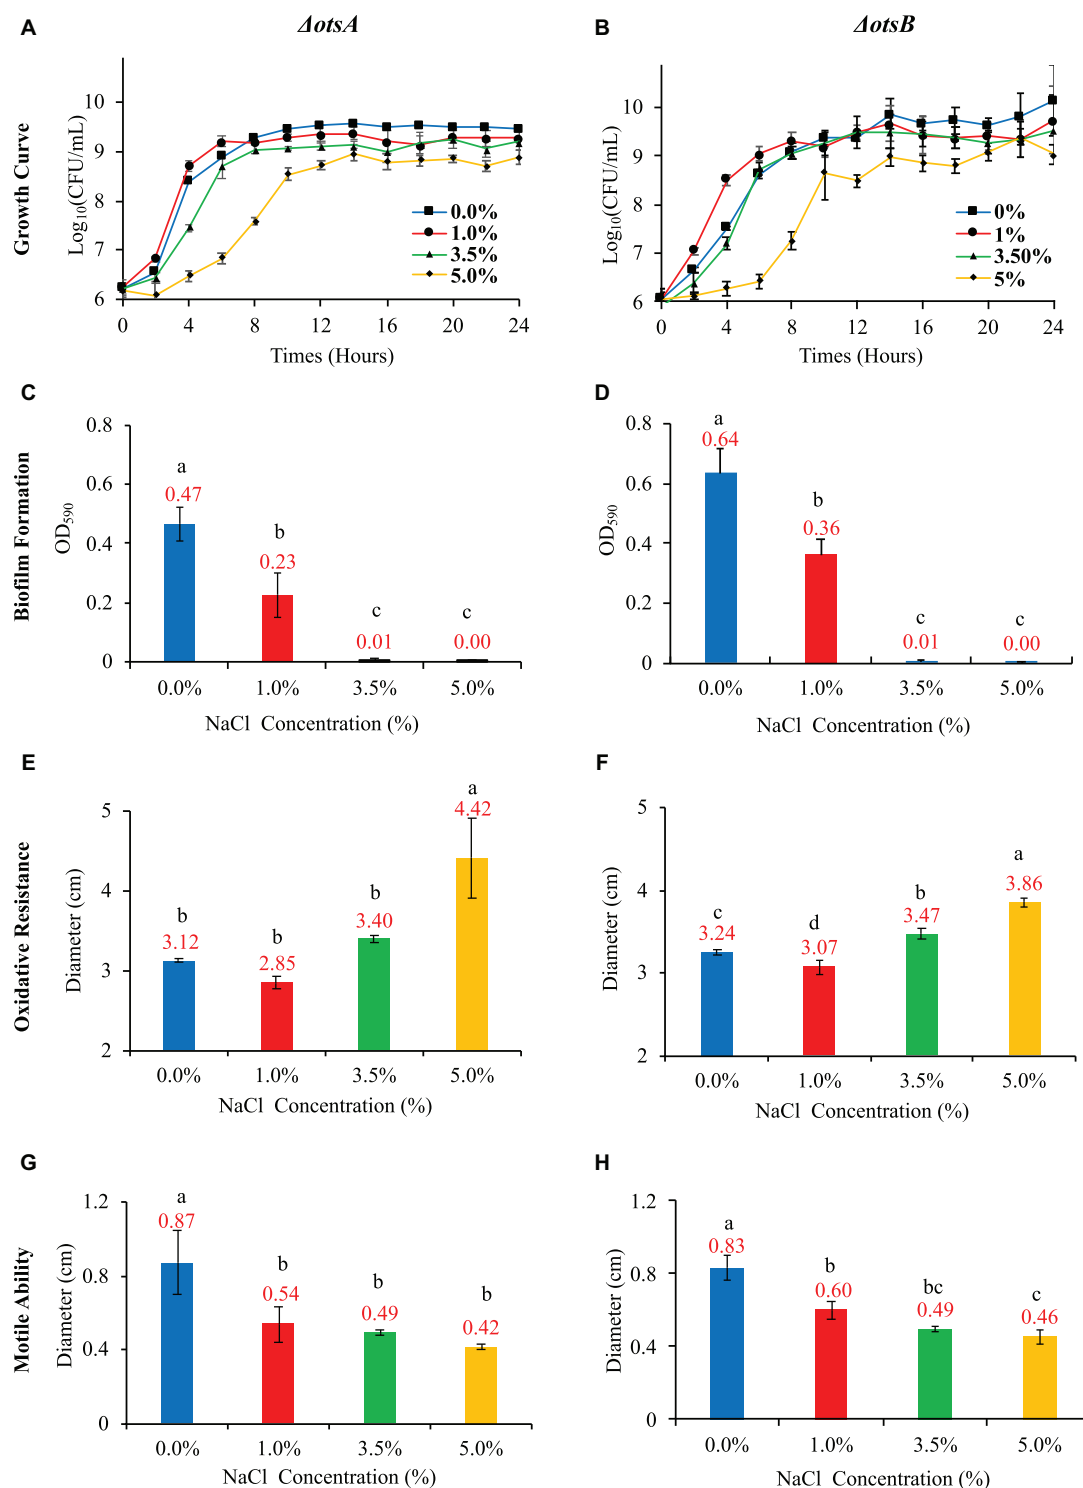 A
ΔotsA
B
ΔotsB
Growth Curve
Log10(CFU/mL)
10
9
8
7
6
0.0%
1.0%
3.5%
5.0%
0 4 8 12 16 20 24
Times (Hours)
Log10(CFU/mL)
10
9
8
7
6
0%
1%
3.50%
5%
0 4 8 12 16 20 24
Times (Hours)
C
D
Biofilm Formation
OD590
0.8
0.6
0.4
0.2
0
a b c c
0.47 0.23 0.01 0.00
0.0% 1.0% 3.5% 5.0%
NaCl Concentration (%)
OD590
0.8
0.6
0.4
0.2
0
a b c c
0.64 0.36 0.01 0.00
0.0% 1.0% 3.5% 5.0%
NaCl Concentration (%)
E
F
Oxidative Resistance
Diameter (cm)
5
4
3
2
b b b a
3.12 2.85 3.40 4.42
0.0% 1.0% 3.5% 5.0%
NaCl Concentration (%)
Diameter (cm)
5
4
3
2
c d b a
3.24 3.07 3.47 3.86
0.0% 1.0% 3.5% 5.0%
NaCl Concentration (%)
G
H
Motile Ability
Diameter (cm)
1.2
0.8
0.4
0
a b b b
0.87 0.54 0.49 0.42
0.0% 1.0% 3.5% 5.0%
NaCl Concentration (%)
Diameter (cm)
1.2
0.8
0.4
0
a b bc c
0.83 0.60 0.49 0.46
0.0% 1.0% 3.5% 5.0%
NaCl Concentration (%)